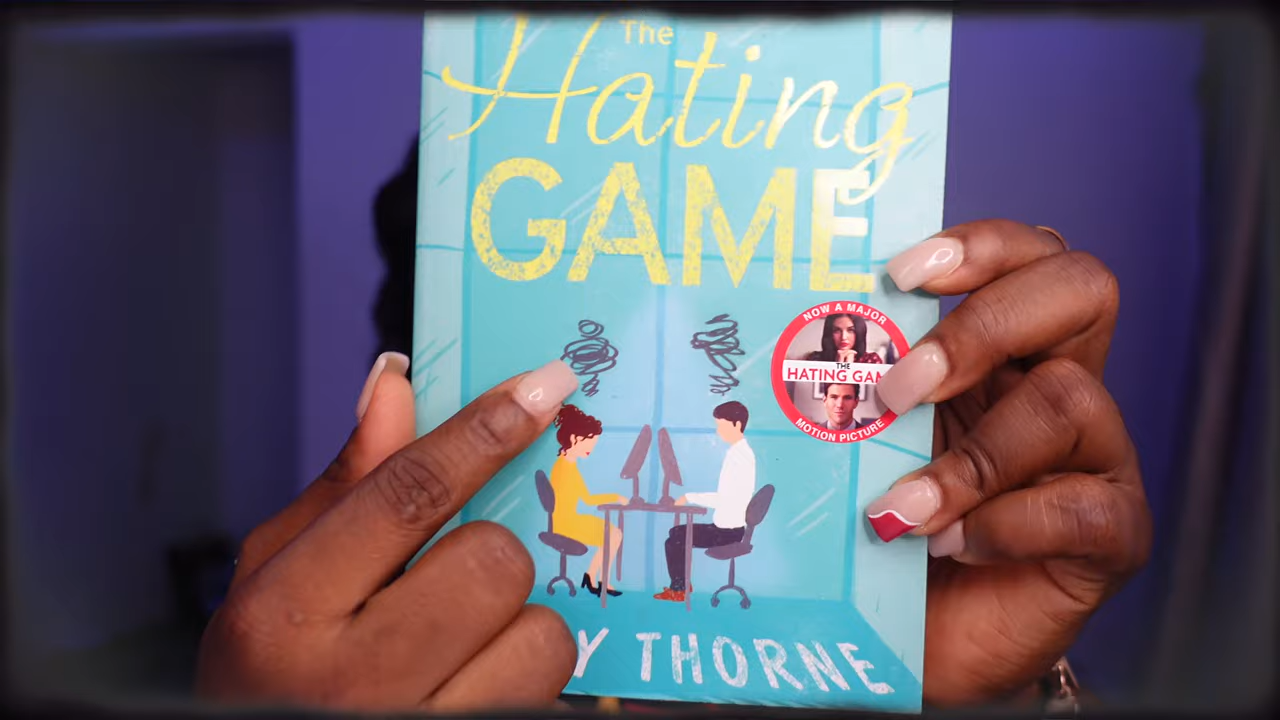 The
Hating
GAME
NOW A MAJOR
THE
HATING GAM
MOTION PICTURE
Y THORNE